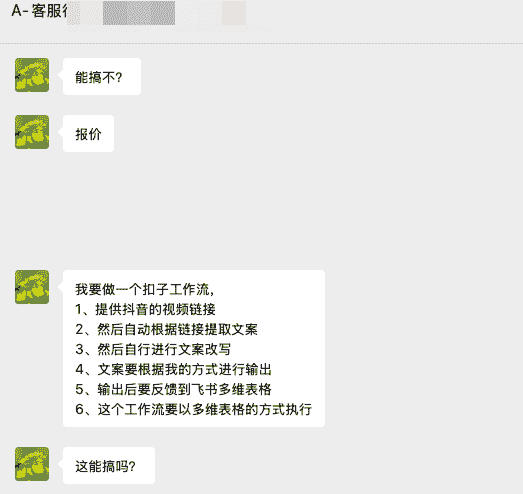 A-客服
能搞不？
报价
我要做一个扣子工作流，
1、提供抖音的视频链接
2、然后自动根据链接提取文案
3、然后自行进行文案改写
4、文案要根据我的方式进行输出
5、输出后要反馈到飞书多维表格
6、这个工作流要以多维表格的方式执行
这能搞吗？